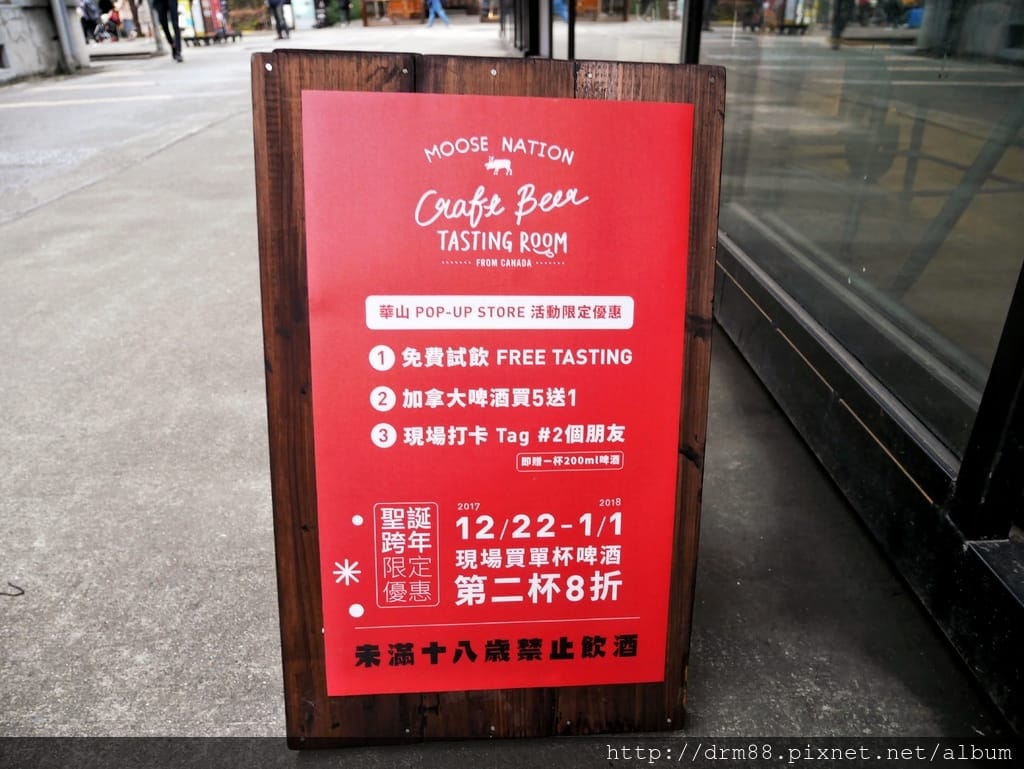 MOOSE NATION
Craft Beer
TASTING ROOM
FROM CANADA
華山 POP-UP STORE 活動限定優惠
1 免費試飲 FREE TASTING
2 加拿大啤酒買5送1
3 現場打卡 Tag #2個朋友
即贈一杯200ml啤酒
聖誕
跨年
限定
優惠
2017 2018
12/22-1/1
現場買單杯啤酒
第二杯8折
未滿十八歲禁止飲酒
http://drm88.pixnet.net/album